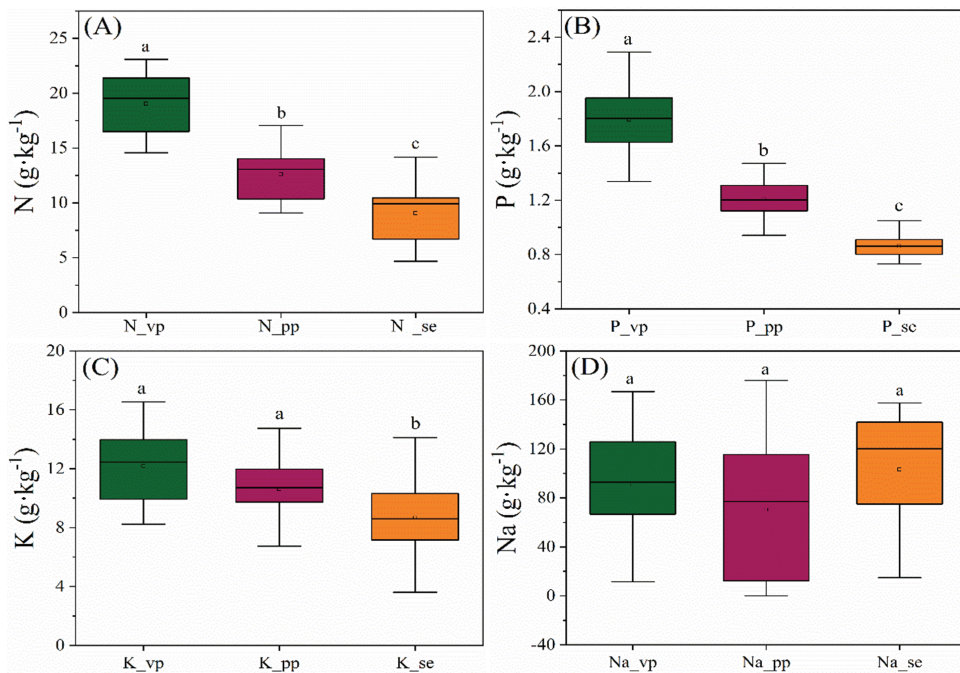 (A)
N (g·kg⁻¹)
25
20
15
10
5
0
a
b
c
N_vp
N_pp
N _se
(B)
P (g·kg⁻¹)
2.4
2.0
1.6
1.2
0.8
0.4
a
b
c
P_vp
P_pp
P_se
(C)
K (g·kg⁻¹)
20
16
12
8
4
0
a
a
b
K_vp
K_pp
K_se
(D)
Na (g·kg⁻¹)
200
160
120
80
40
0
-40
a
a
a
Na_vp
Na_pp
Na_se